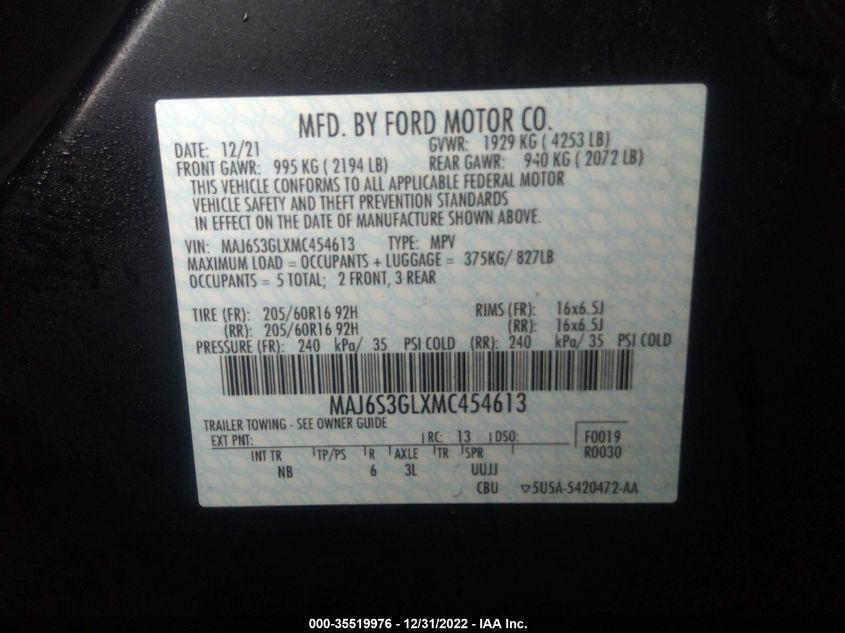 MFD. BY FORD MOTOR CO.
DATE: 12/21 GVWR: 1929 KG ( 4253 LB)
FRONT GAWR: 995 KG ( 2194 LB) REAR GAWR: 940 KG ( 2072 LB)
THIS VEHICLE CONFORMS TO ALL APPLICABLE FEDERAL MOTOR
VEHICLE SAFETY AND THEFT PREVENTION STANDARDS
IN EFFECT ON THE DATE OF MANUFACTURE SHOWN ABOVE.
VIN: MAJ6S3GLXMC454613 TYPE: MPV
MAXIMUM LOAD = OCCUPANTS + LUGGAGE = 375KG/ 827LB
OCCUPANTS = 5 TOTAL; 2 FRONT, 3 REAR
TIRE (FR): 205/60R16 92H RIMS (FR): 16x6.5J
(RR): 205/60R16 92H (RR): 16x6.5J
PRESSURE (FR): 240 kPa/ 35 PSI COLD (RR): 240 kPa/ 35 PSI COLD
MAJ6S3GLXMC454613
TRAILER TOWING - SEE OWNER GUIDE
EXT PNT: RC: 13 DSO: F0019
R0030
INT TR TP/PS R AXLE TR SPR
NB 6 3L UUJJ
CBU ▽5U5A-5420472-AA
000-35519976 - 12/31/2022 - IAA Inc.